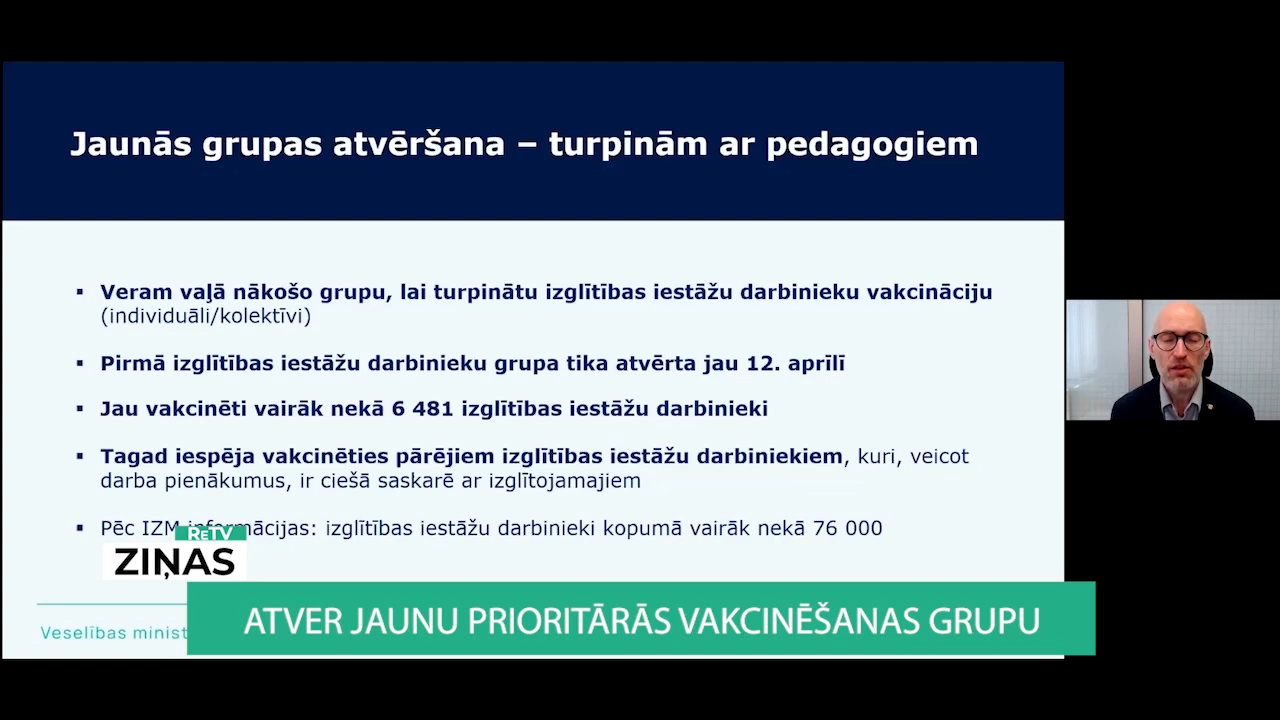 Jaunās grupas atvēršana – turpinām ar pedagogiem
▪ Veram vaļā nākošo grupu, lai turpinātu izglītības iestāžu darbinieku vakcināciju
(individuāli/kolektīvi)
▪ Pirmā izglītības iestāžu darbinieku grupa tika atvērta jau 12. aprīlī
▪ Jau vakcinēti vairāk nekā 6 481 izglītības iestāžu darbinieki
▪ Tagad iespēja vakcinēties pārējiem izglītības iestāžu darbiniekiem, kuri, veicot
darba pienākumus, ir ciešā saskarē ar izglītojamajiem
▪ Pēc IZM informācijas: izglītības iestāžu darbinieki kopumā vairāk nekā 76 000
RETV
ZIŅAS
ATVER JAUNU PRIORITĀRĀS VAKCINĒŠANAS GRUPU
Veselības minist